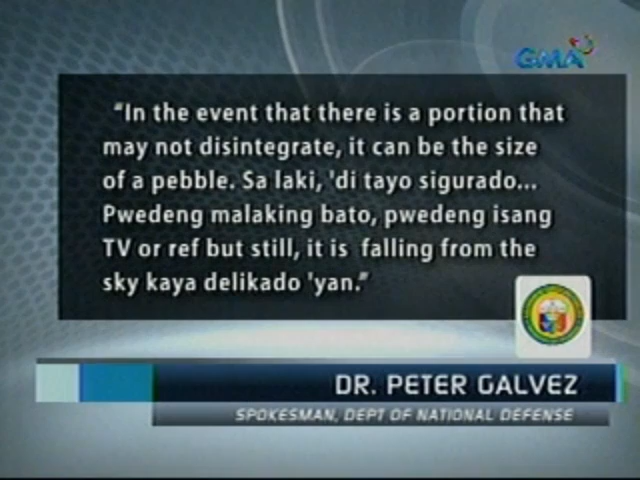 GMA
"In the event that there is a portion that
may not disintegrate, it can be the size
of a pebble. Sa laki, 'di tayo sigurado...
Pwedeng malaking bato, pwedeng isang
TV or ref but still, it is falling from the
sky kaya delikado 'yan."
DR. PETER GALVEZ
SPOKESMAN, DEPT OF NATIONAL DEFENSE